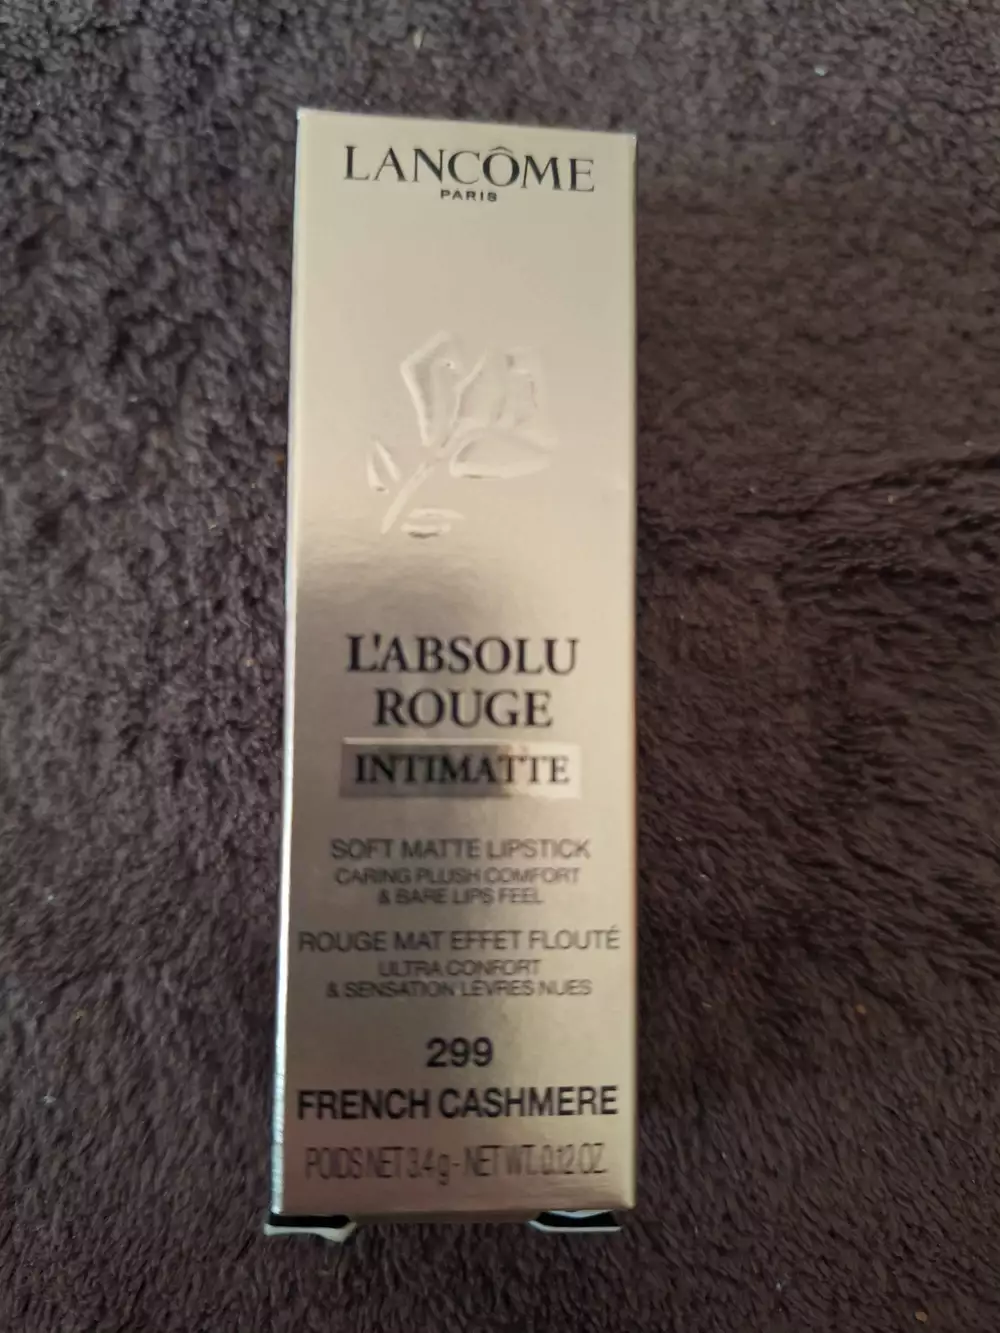 LANCÔME
PARIS
L'ABSOLU
ROUGE
INTIMATTE
SOFT MATTE LIPSTICK
CARING PLUSH COMFORT
& BARE LIPS FEEL
ROUGE MAT EFFET FLOUTÉ
ULTRA CONFORT
& SENSATION LÈVRES NUES
299
FRENCH CASHMERE
POIDS NET 3.4 g - NET WT. 0.12 OZ.